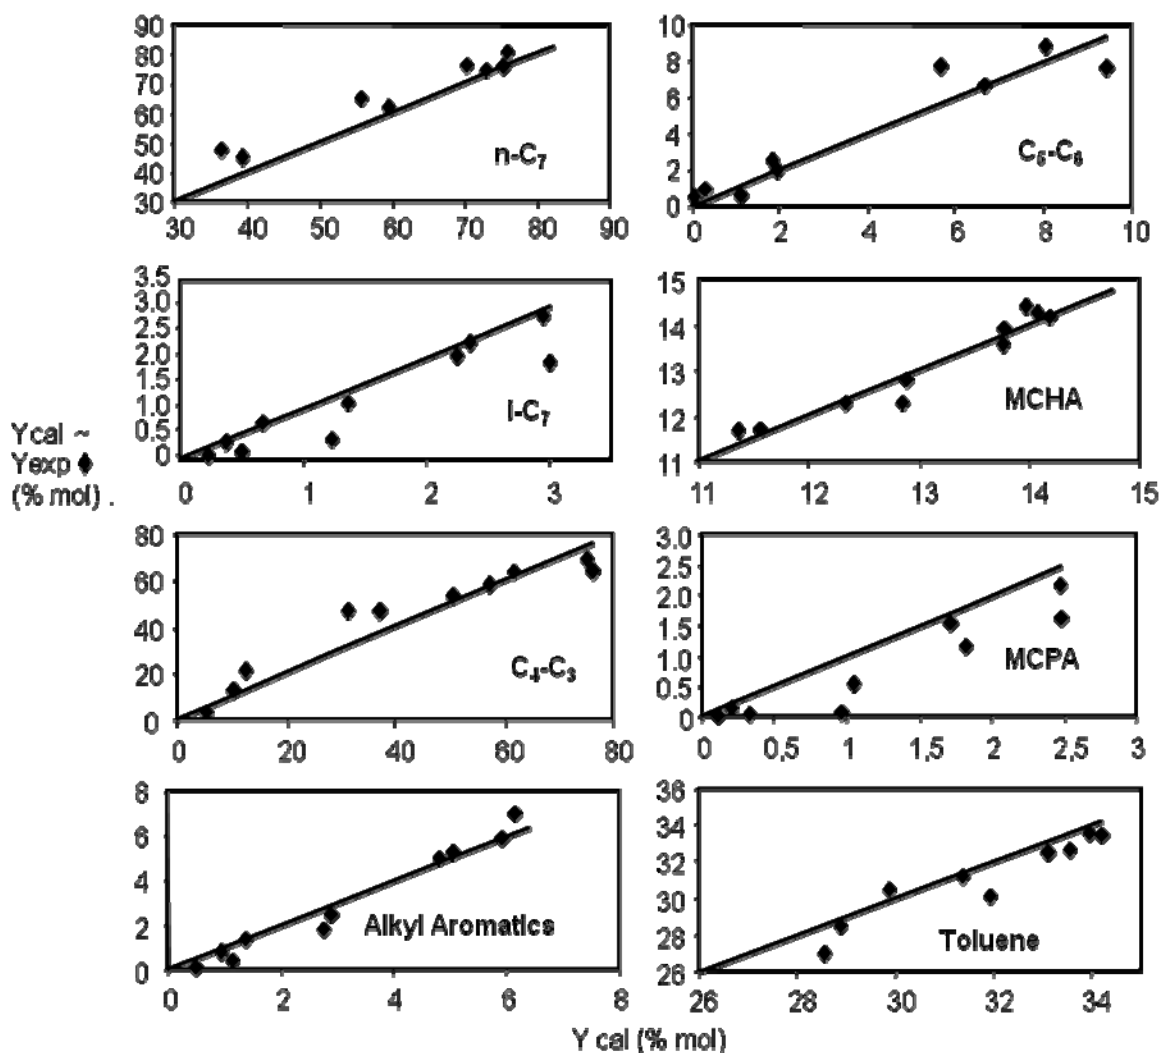 90
80
70
60
50
40
30
30 40 50 60 70 80 90
n-C7
10
8
6
4
2
0
0 2 4 6 8 10
C5-C6
3.5
3.0
2.5
2.0
1.5
1.0
0.5
0
0 1 2 3
i-C7
15
14
13
12
11
11 12 13 14 15
MCHA
Ycal ~
Yexp ◆
(% mol) .
80
60
40
20
0
0 20 40 60 80
C4-C3
3.0
2.5
2.0
1.5
1.0
0.5
0
0 0,5 1 1,5 2 2,5 3
MCPA
8
6
4
2
0
0 2 4 6 8
Alkyl Aromatics
36
34
32
30
28
26
26 28 30 32 34
Toluene
Y cal (% mol)